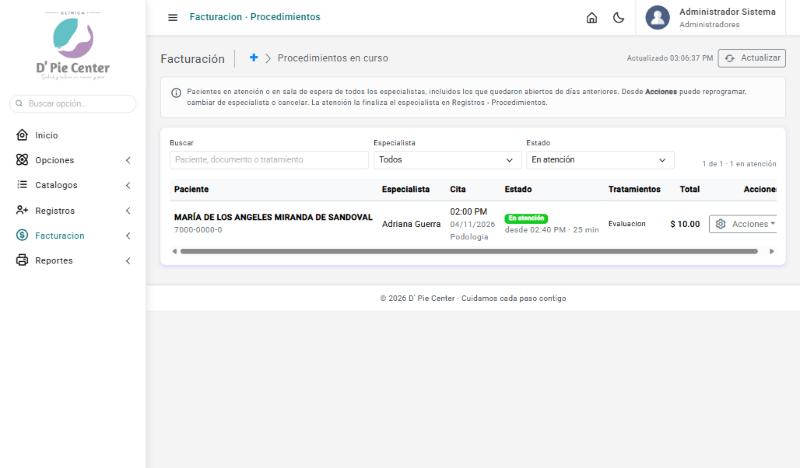 CLINICA
D' Pie Center
Buscar opción...
Inicio
Opciones
Catalogos
Registros
Facturacion
Reportes
Facturacion - Procedimientos
Administrador Sistema
Administradores
Facturación
Procedimientos en curso
Actualizado 03:06:37 PM
Actualizar
Pacientes en atención o en sala de espera de todos los especialistas, incluidos los que quedaron abiertos de días anteriores. Desde Acciones puede reprogramar,
cambiar de especialista o cancelar. La atención la finaliza el especialista en Registros - Procedimientos.
Buscar
Especialista
Estado
Paciente, documento o tratamiento
Todos
En atención
1 de 1 - 1 en atención
Paciente Especialista Cita Estado Tratamientos Total Accione
MARÍA DE LOS ANGELES MIRANDA DE SANDOVAL
7000-0000-0
Adriana Guerra
02:00 PM
04/11/2026
Podologia
En atención
desde 02:40 PM - 25 min
Evaluacion
$ 10.00
Acciones
© 2026 D' Pie Center - Cuidamos cada paso contigo